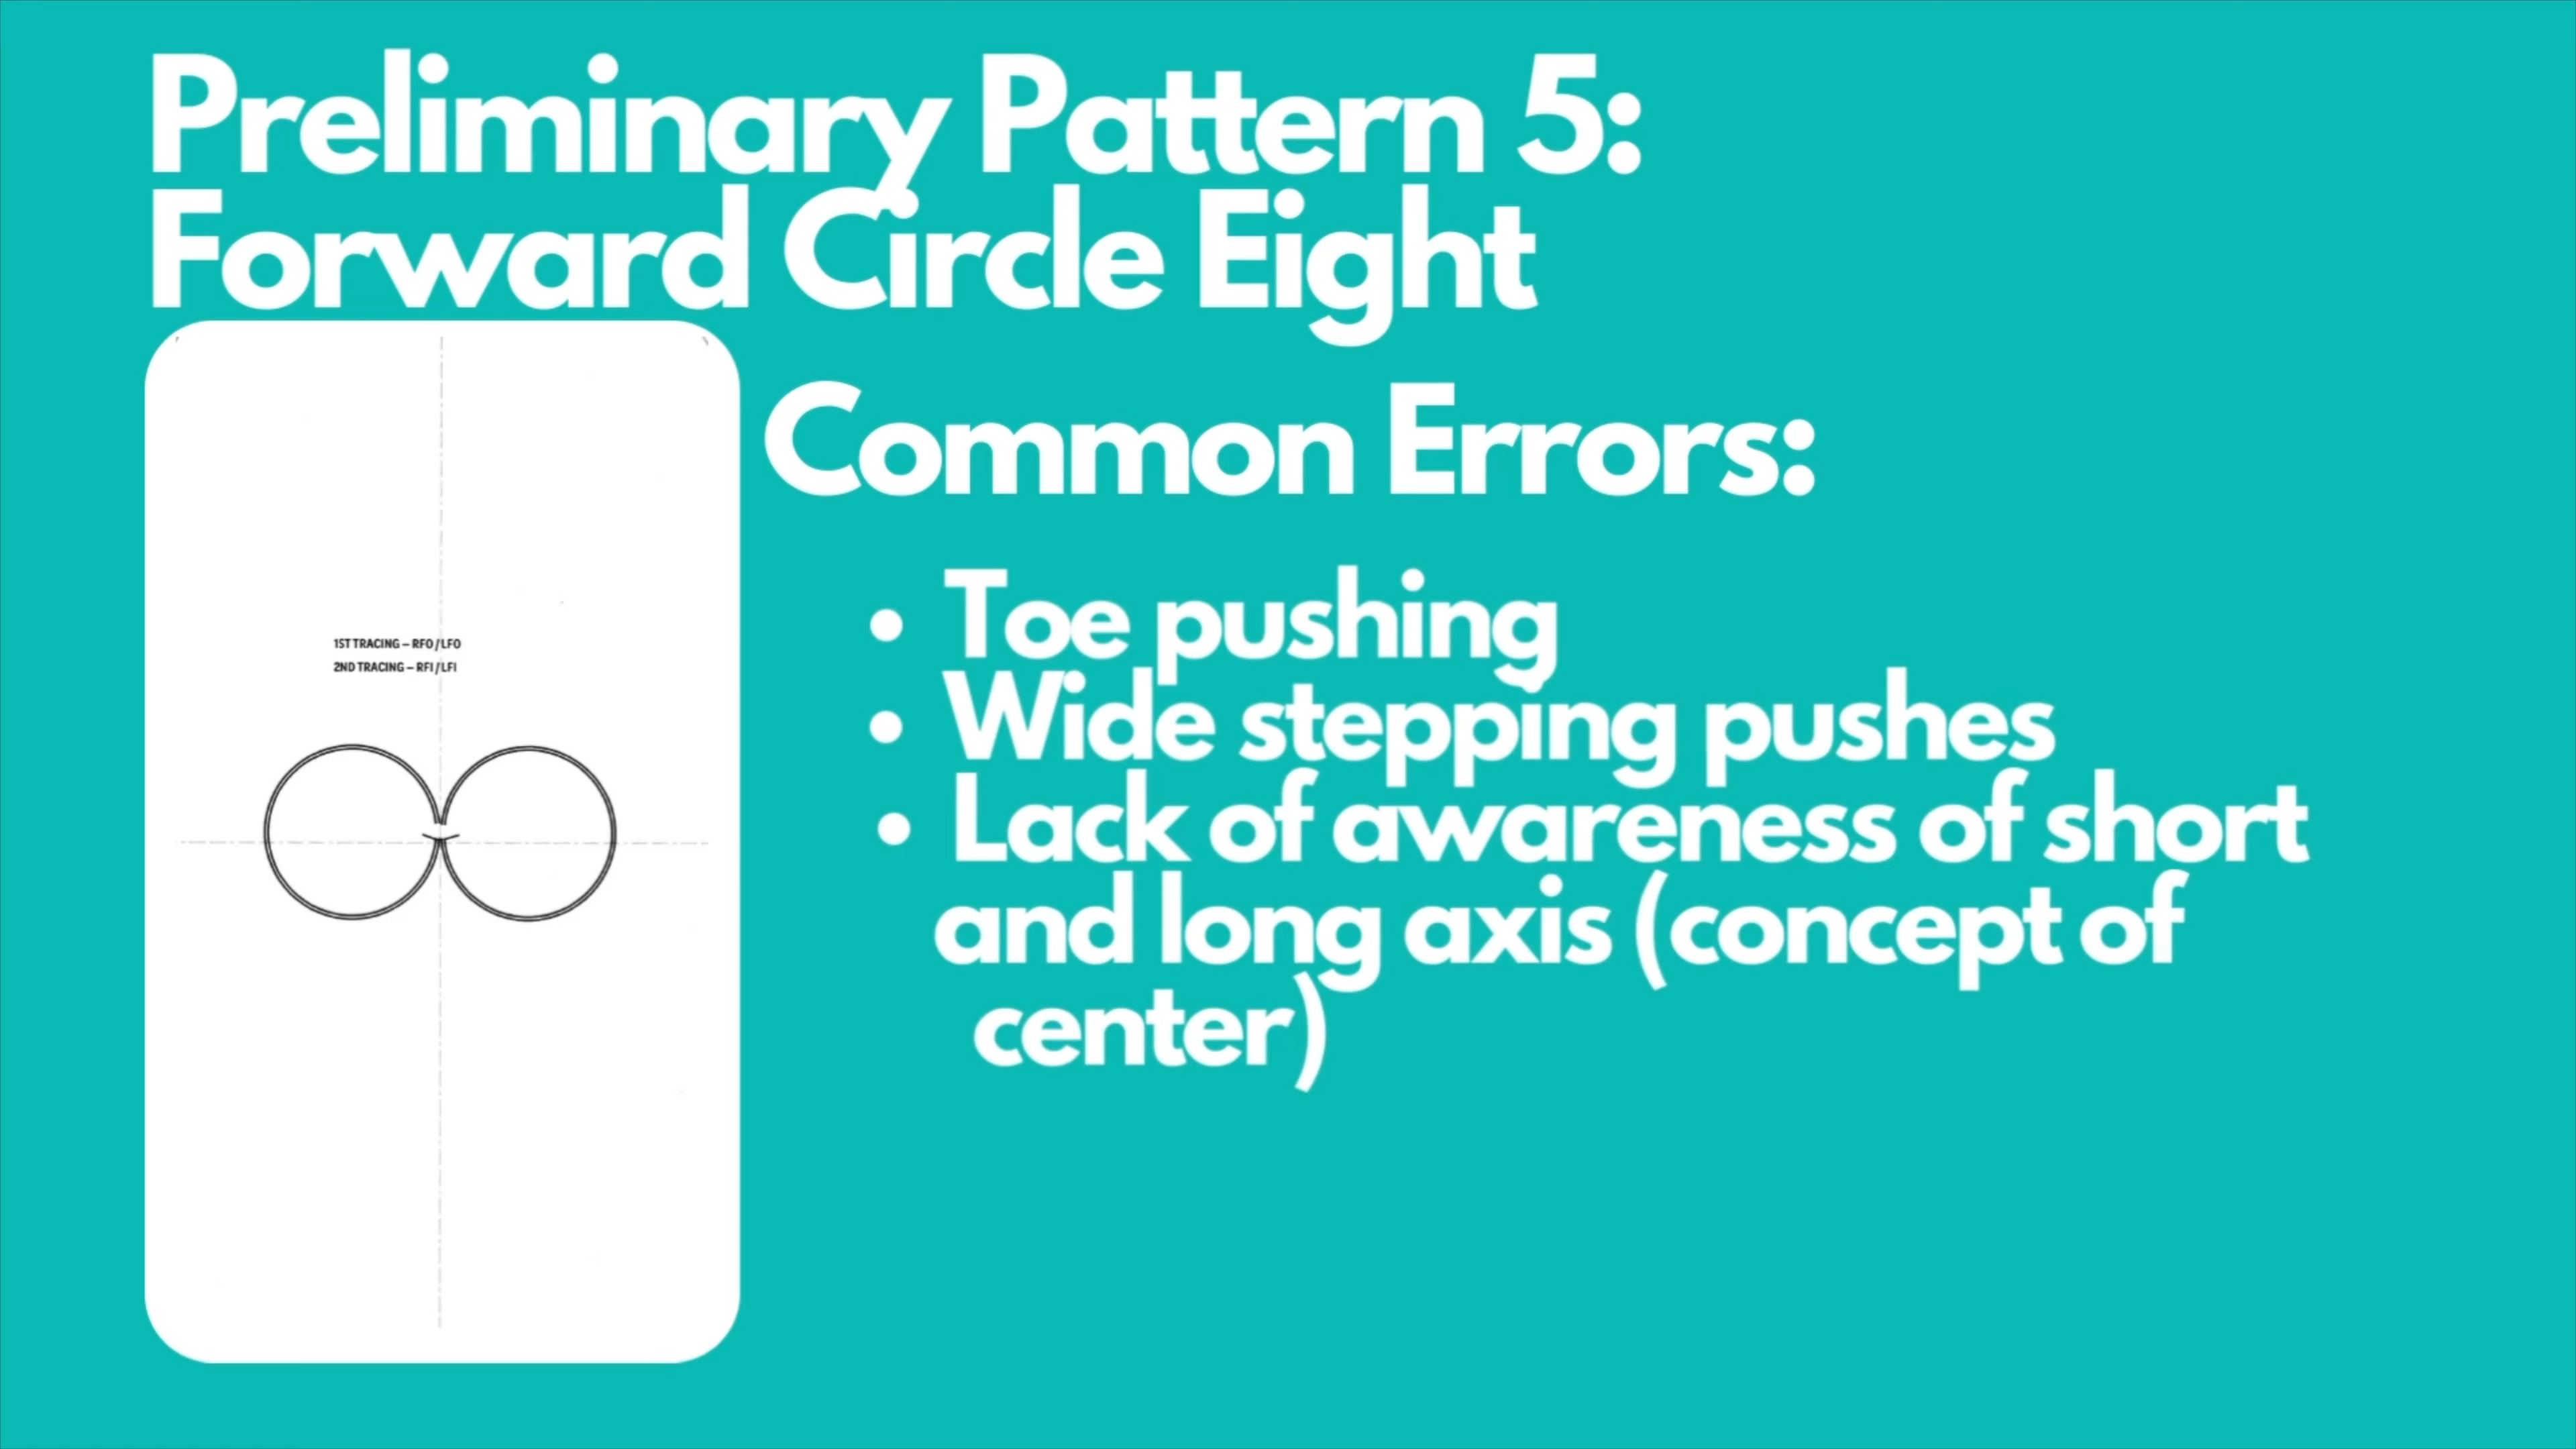 Preliminary Pattern 5:
Forward Circle Eight
Common Errors:
• Toe pushing
• Wide stepping pushes
• Lack of awareness of short
and long axis (concept of
center)
1ST TRACING – RFO / LFO
2ND TRACING – RFI / LFI